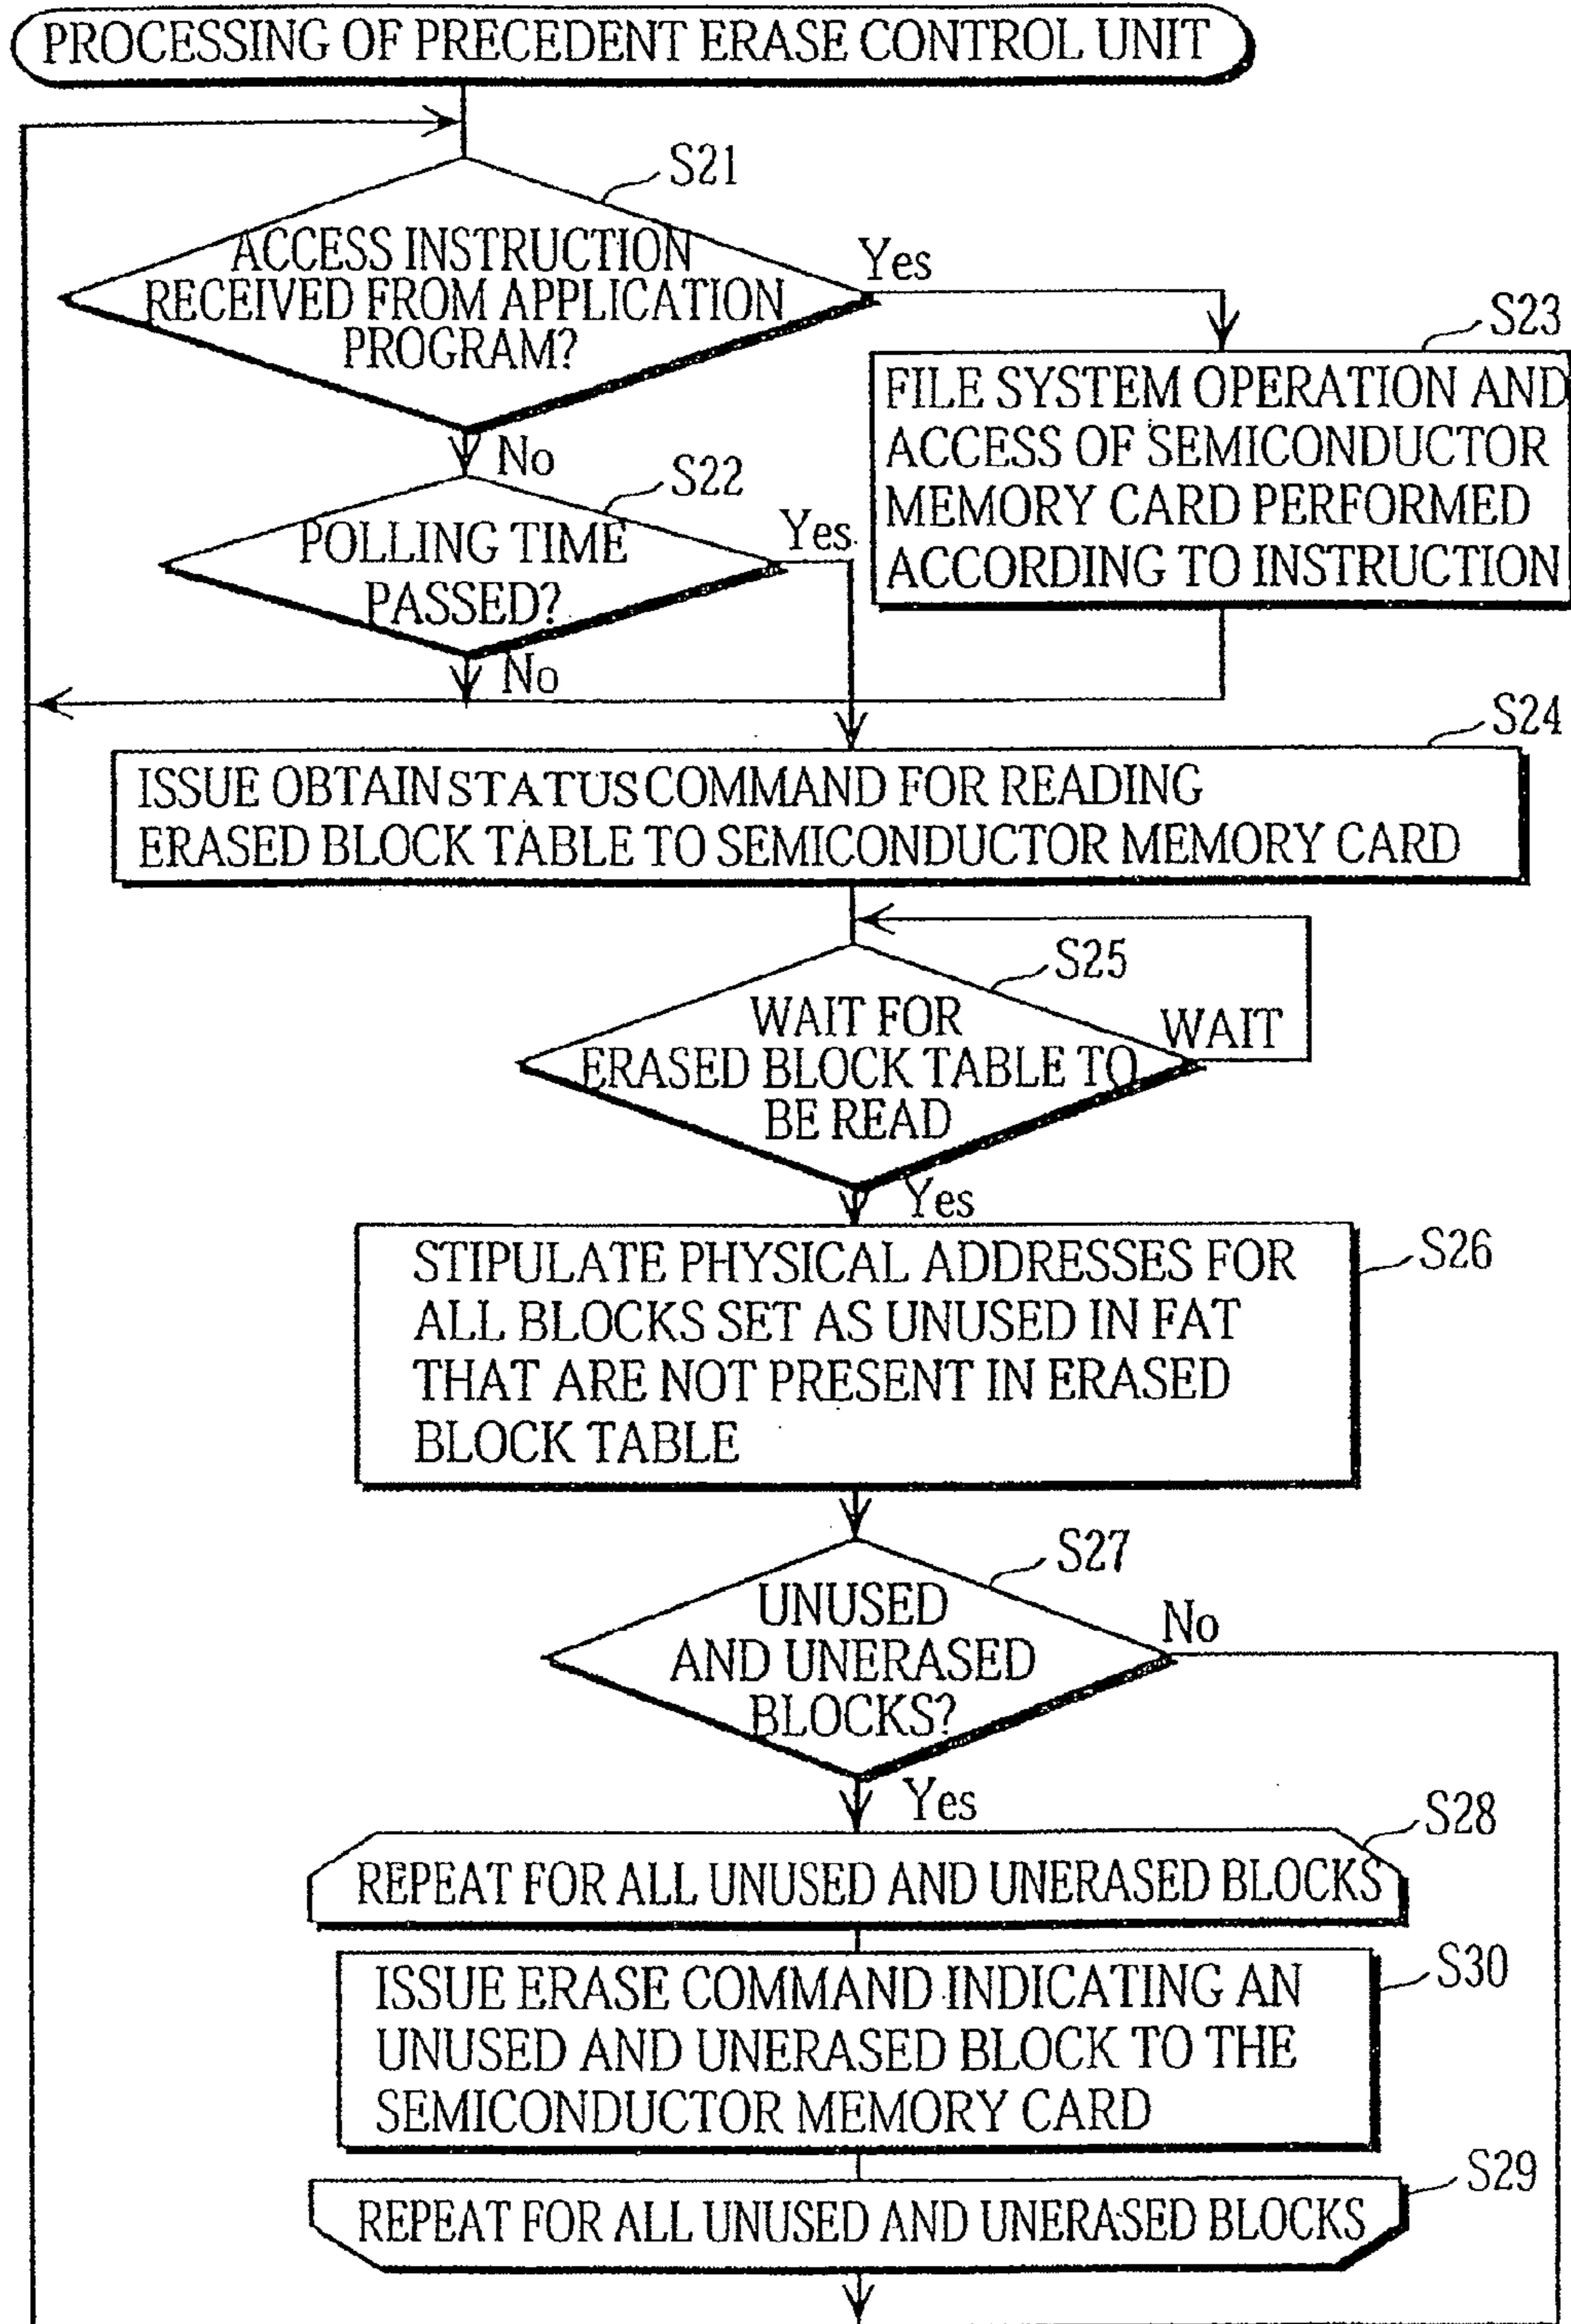 PROCESSING OF PRECEDENT ERASE CONTROL UNIT
S21
ACCESS INSTRUCTION
RECEIVED FROM APPLICATION
PROGRAM?
Yes
No
S23
FILE SYSTEM OPERATION AND
ACCESS OF SEMICONDUCTOR
MEMORY CARD PERFORMED
ACCORDING TO INSTRUCTION
S22
POLLING TIME
PASSED?
Yes
No
S24
ISSUE OBTAIN STATUS COMMAND FOR READING
ERASED BLOCK TABLE TO SEMICONDUCTOR MEMORY CARD
S25
WAIT FOR
ERASED BLOCK TABLE TO
BE READ
WAIT
Yes
S26
STIPULATE PHYSICAL ADDRESSES FOR
ALL BLOCKS SET AS UNUSED IN FAT
THAT ARE NOT PRESENT IN ERASED
BLOCK TABLE
S27
UNUSED
AND UNERASED
BLOCKS?
No
Yes
S28
REPEAT FOR ALL UNUSED AND UNERASED BLOCKS
S30
ISSUE ERASE COMMAND INDICATING AN
UNUSED AND UNERASED BLOCK TO THE
SEMICONDUCTOR MEMORY CARD
S29
REPEAT FOR ALL UNUSED AND UNERASED BLOCKS